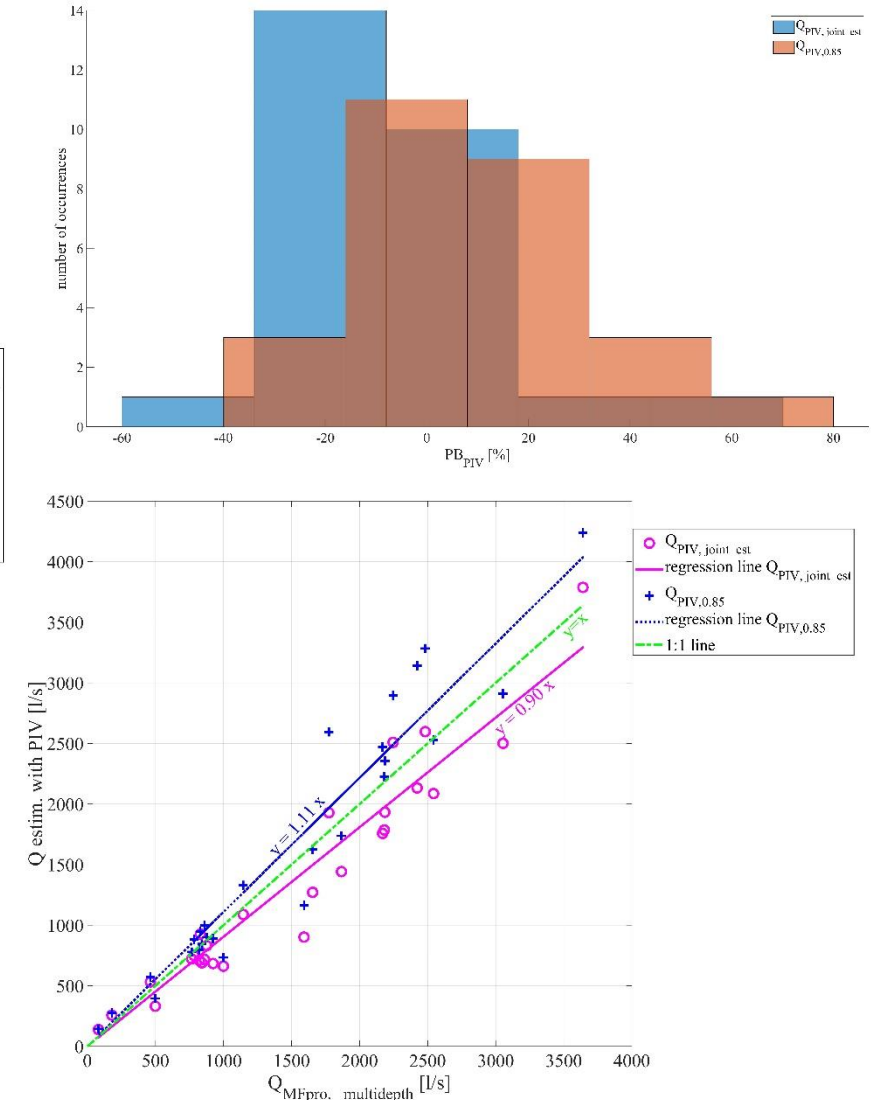 14
12
10
8
6
4
2
0
number of occurrences
-60 -40 -20 0 20 40 60 80
PB_PIV [%]
Q_PIV, joint est
Q_PIV,0.85
4500
4000
3500
3000
2500
2000
1500
1000
500
0
Q estim. with PIV [l/s]
0 500 1000 1500 2000 2500 3000 3500 4000
Q_MFpro, multidepth [l/s]
y = 1.11 x
y=x
y = 0.90 x
Q_PIV, joint est
regression line Q_PIV, joint est
Q_PIV,0.85
regression line Q_PIV,0.85
1:1 line